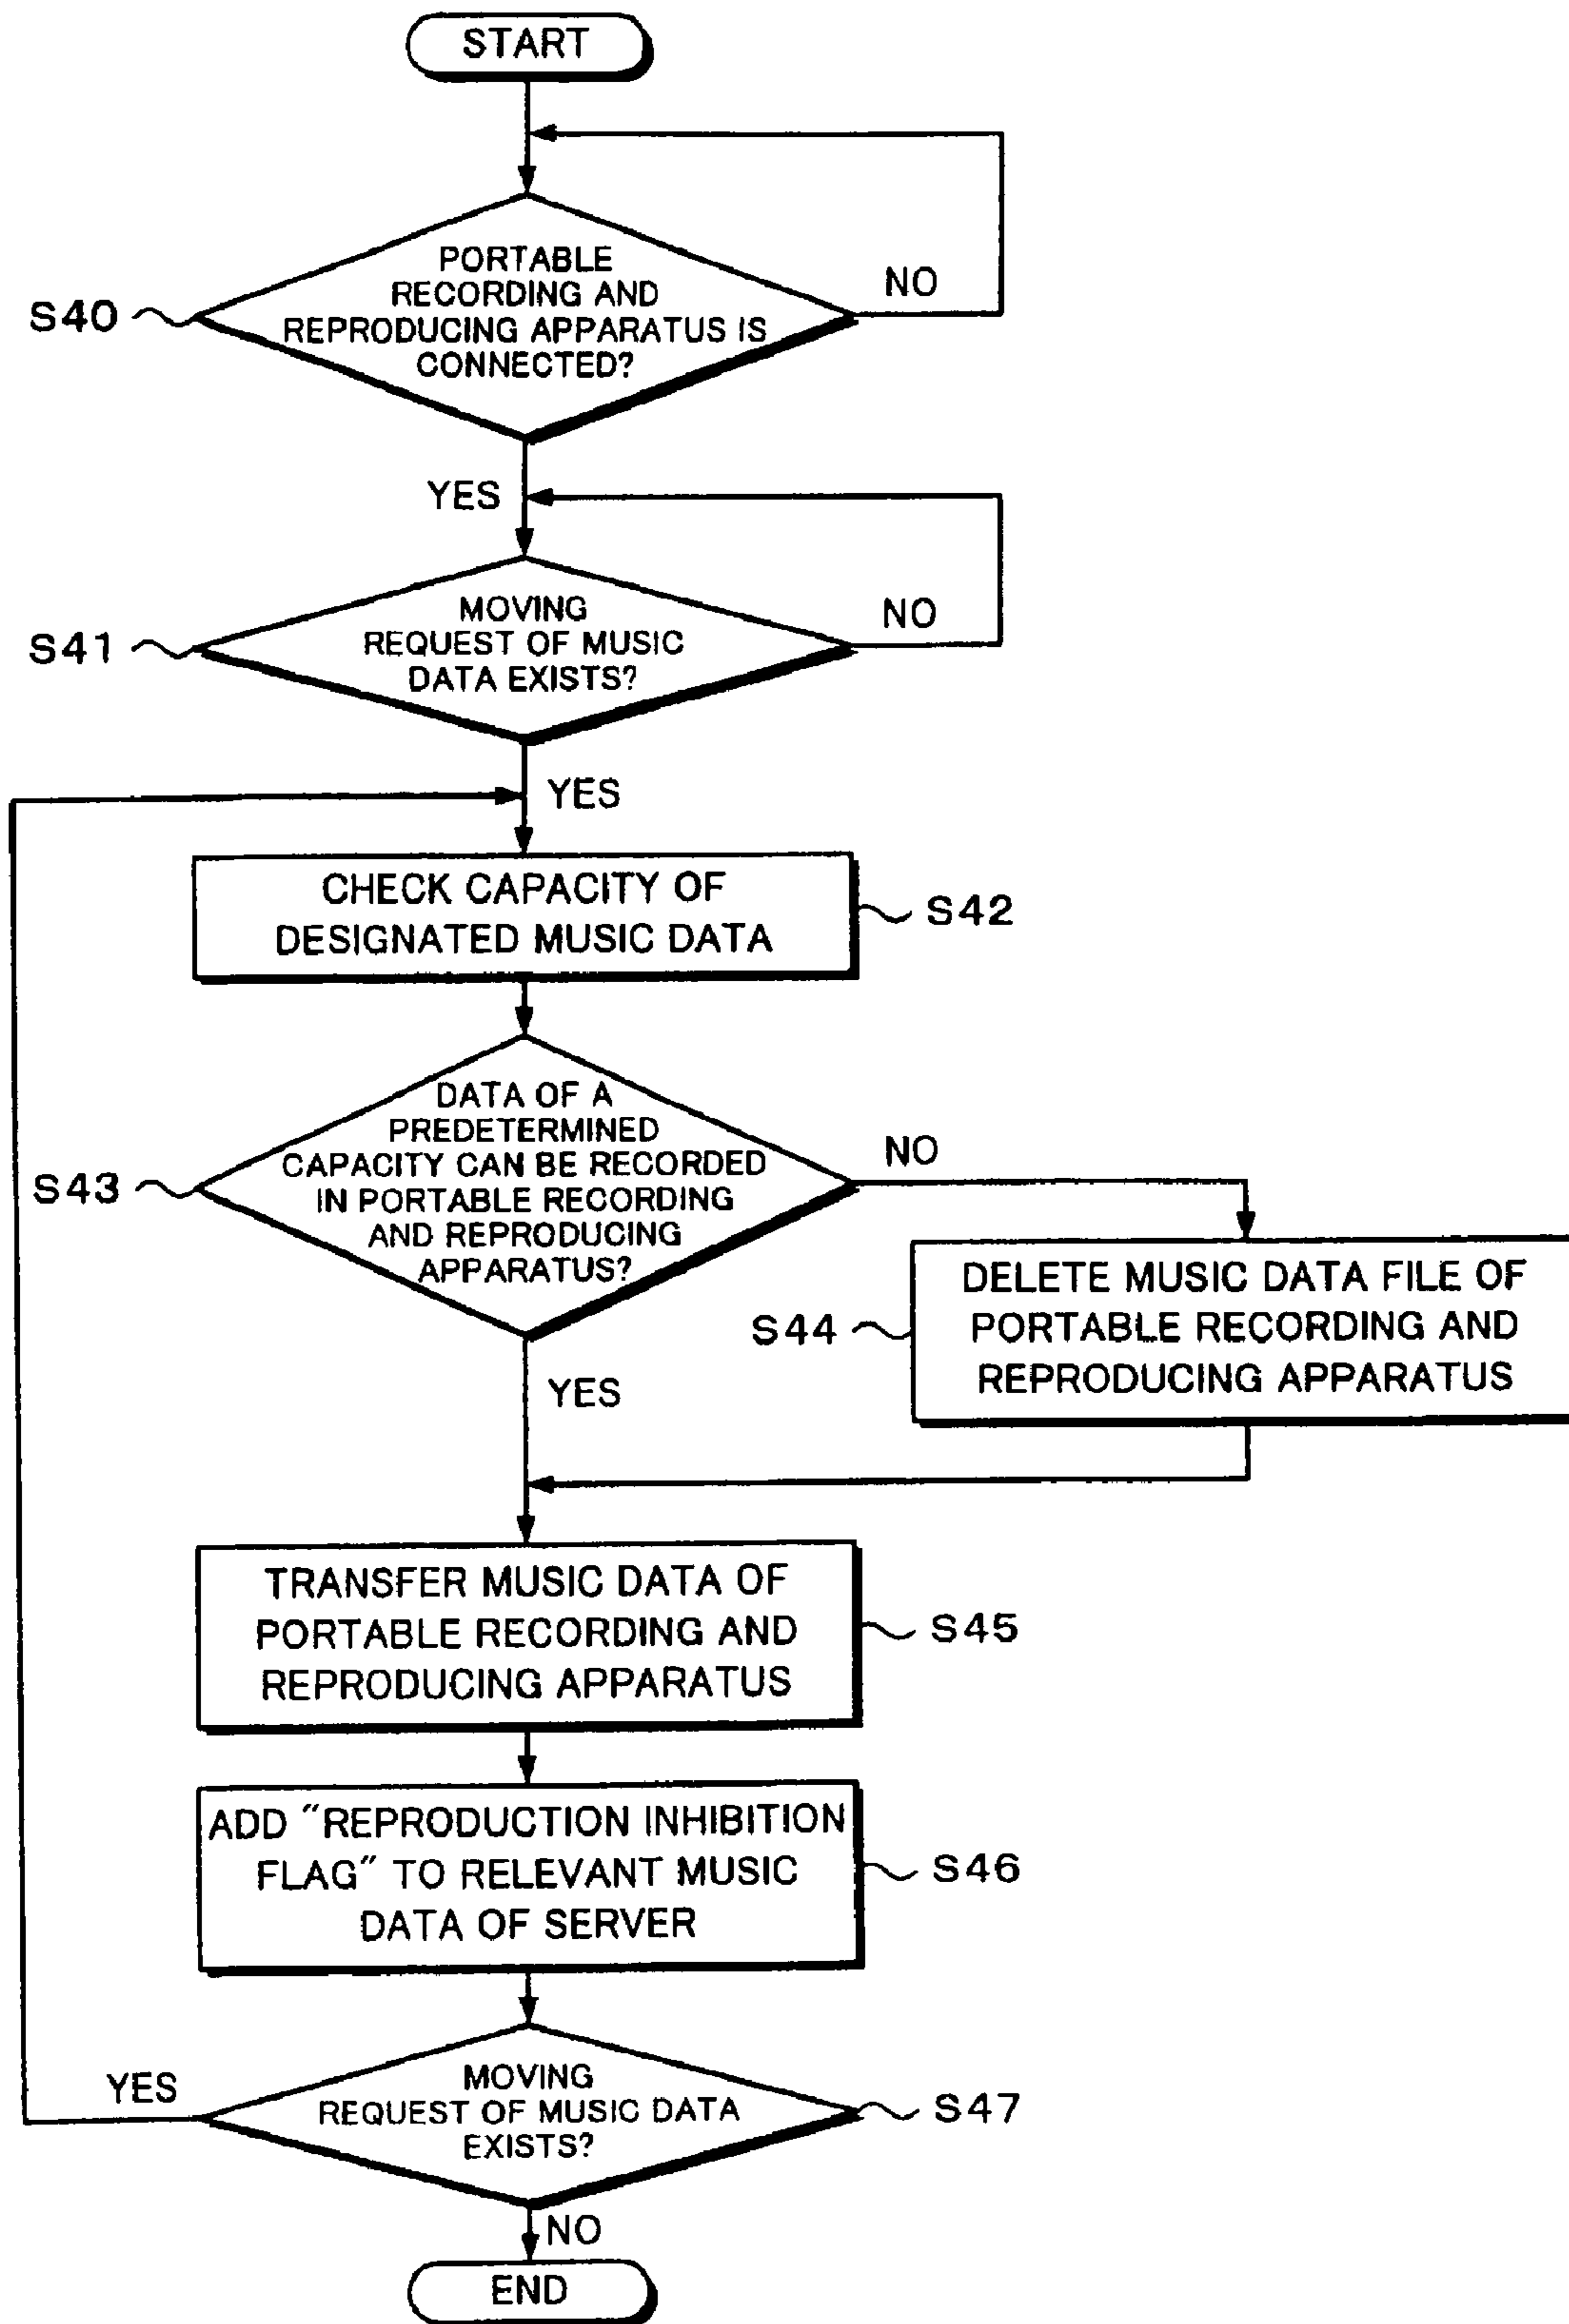 START
PORTABLE
RECORDING AND
REPRODUCING APPARATUS IS
CONNECTED?
NO
S40
YES
MOVING
REQUEST OF MUSIC
DATA EXISTS?
NO
S41
YES
CHECK CAPACITY OF
DESIGNATED MUSIC DATA
S42
DATA OF A
PREDETERMINED
CAPACITY CAN BE RECORDED
IN PORTABLE RECORDING
AND REPRODUCING
APPARATUS?
NO
S43
DELETE MUSIC DATA FILE OF
PORTABLE RECORDING AND
REPRODUCING APPARATUS
S44
YES
TRANSFER MUSIC DATA OF
PORTABLE RECORDING AND
REPRODUCING APPARATUS
S45
ADD "REPRODUCTION INHIBITION
FLAG" TO RELEVANT MUSIC
DATA OF SERVER
S46
YES
MOVING
REQUEST OF MUSIC DATA
EXISTS?
S47
NO
END